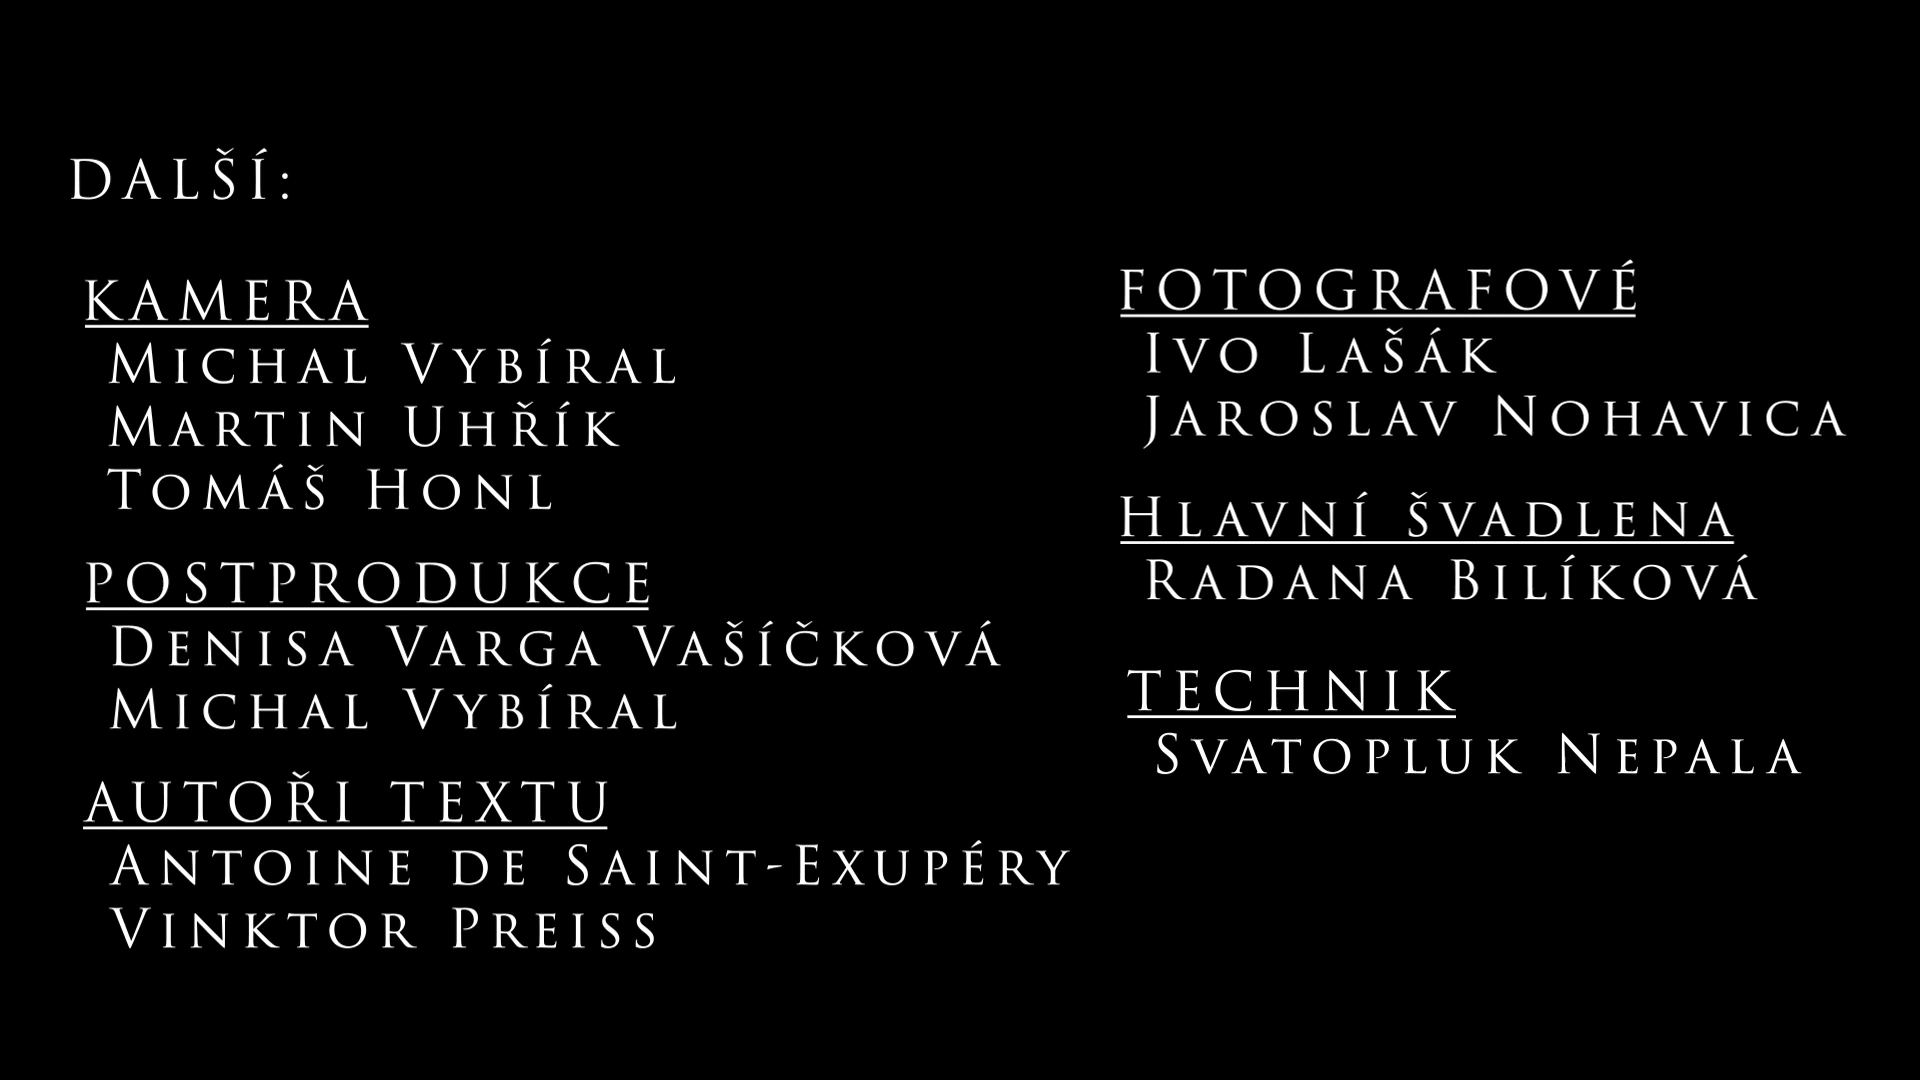 DALŠÍ:
KAMERA
Michal Vybíral
Martin Uhřík
Tomáš Honl
POSTPRODUKCE
Denisa Varga Vašíčková
Michal Vybíral
AUTOŘI TEXTU
Antoine de Saint-Exupéry
Vinktor Preiss
FOTOGRAFOVÉ
Ivo Lašák
Jaroslav Nohavica
Hlavní švadlena
Radana Bilíková
TECHNIK
Svatopluk Nepala